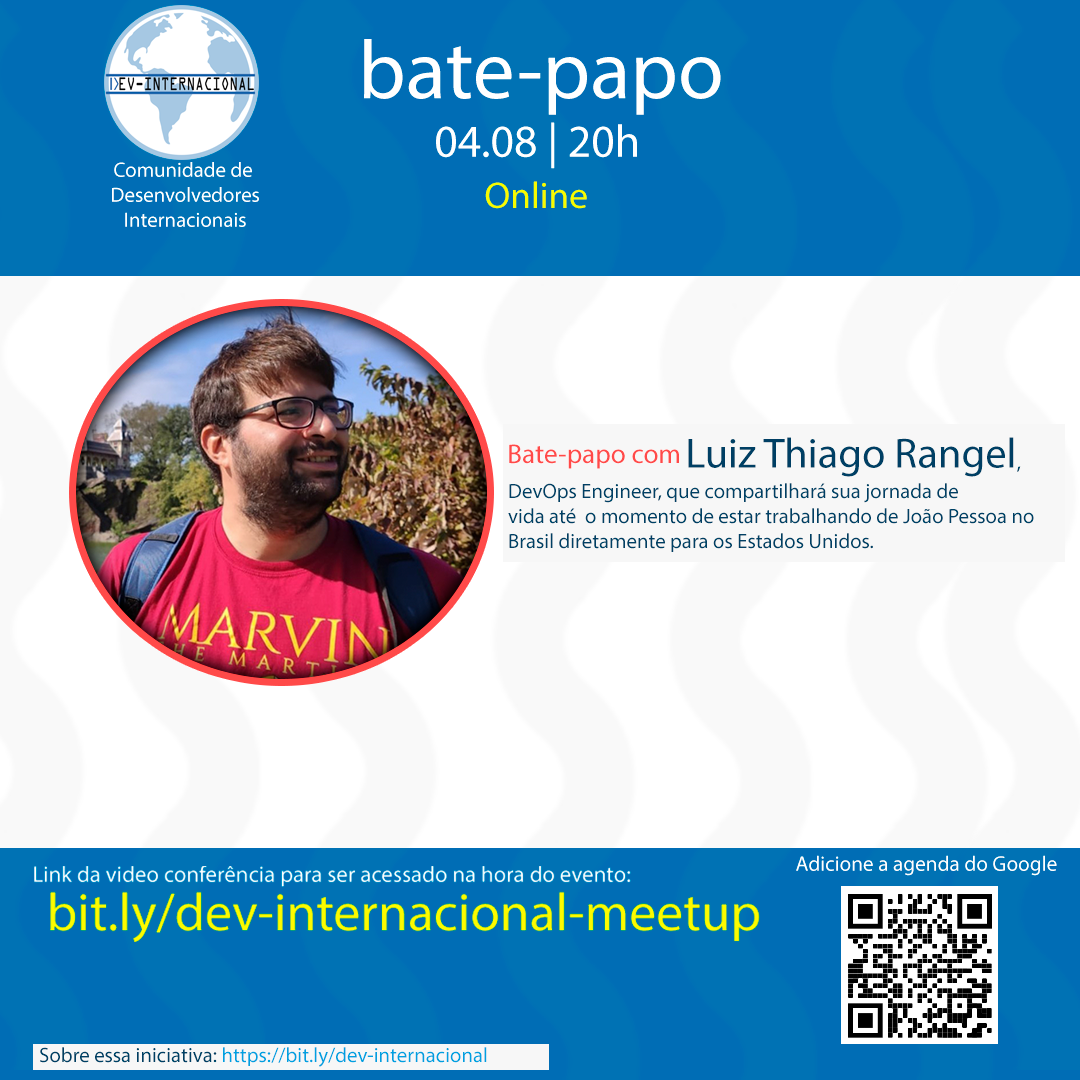 DEV-INTERNACIONAL
Comunidade de
Desenvolvedores
Internacionais
bate-papo
04.08 | 20h
Online
MARVIN
THE MARTI
Bate-papo com Luiz Thiago Rangel,
DevOps Engineer, que compartilhará sua jornada de
vida até o momento de estar trabalhando de João Pessoa no
Brasil diretamente para os Estados Unidos.
Link da video conferência para ser acessado na hora do evento:
bit.ly/dev-internacional-meetup
Adicione a agenda do Google
Sobre essa iniciativa: https://bit.ly/dev-internacional